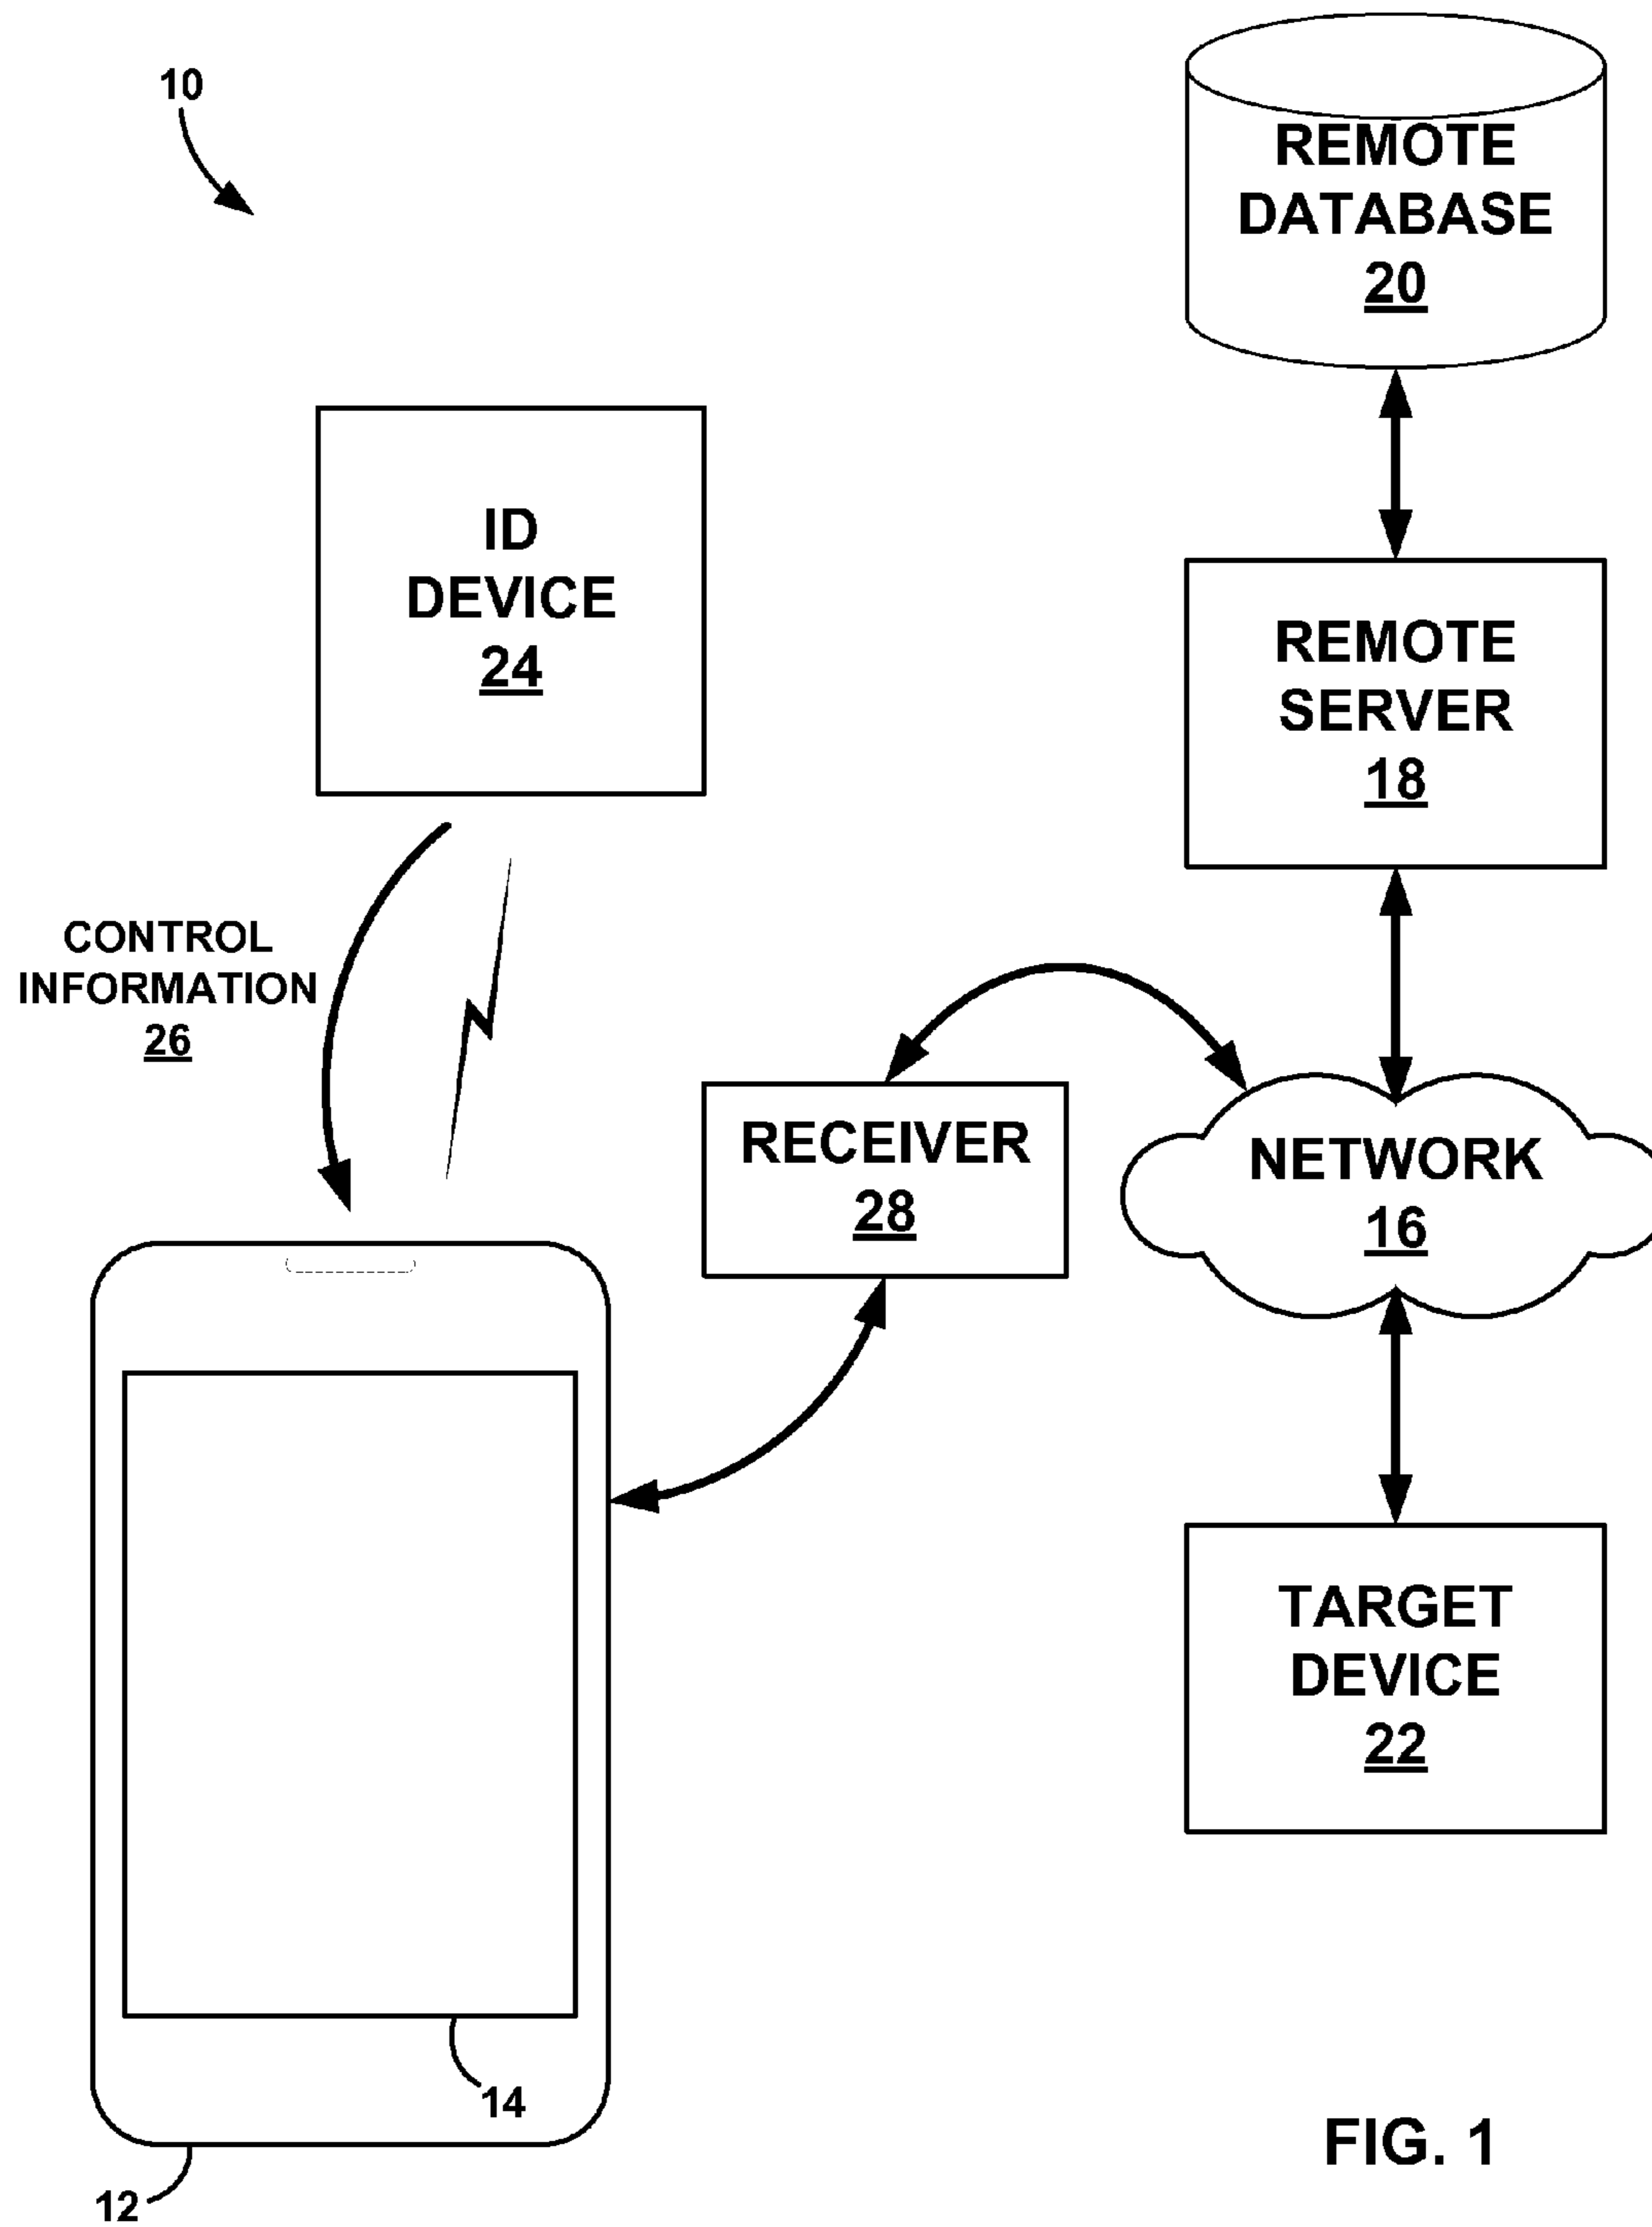 10
REMOTE
DATABASE
20
ID
DEVICE
24
REMOTE
SERVER
18
CONTROL
INFORMATION
26
RECEIVER
28
NETWORK
16
TARGET
DEVICE
22
14
12
FIG. 1